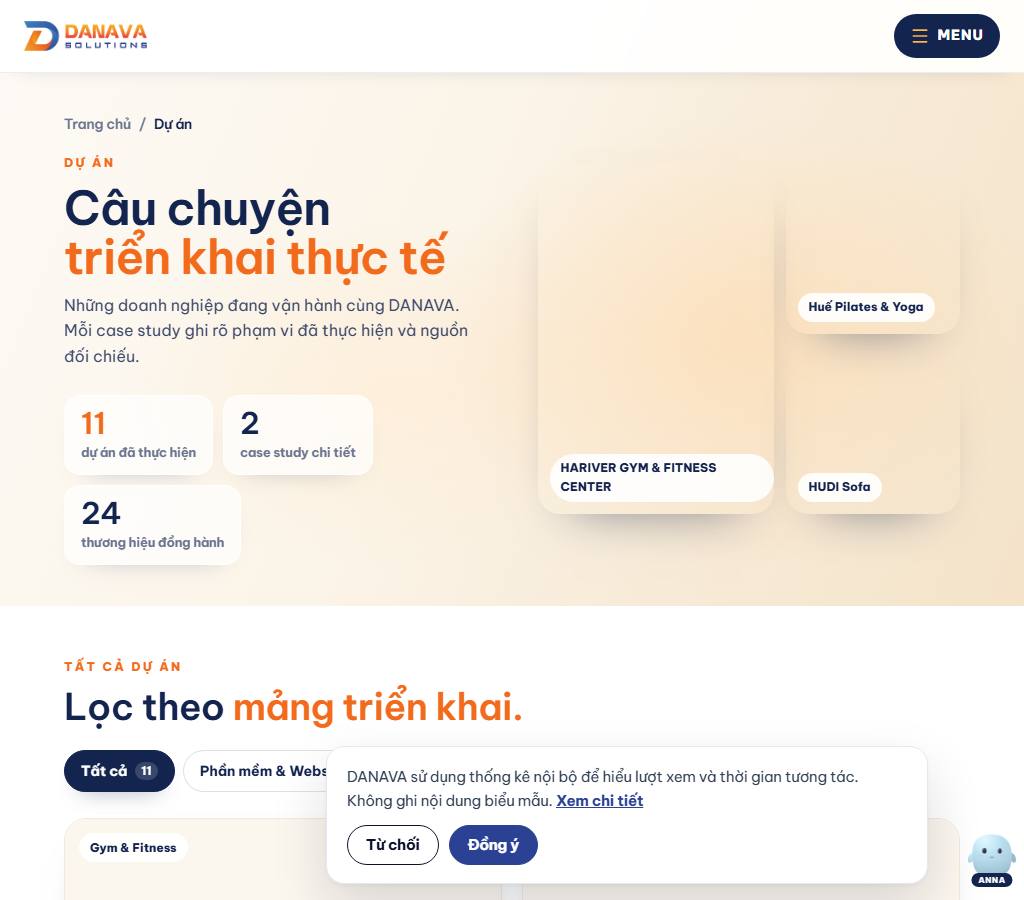 DANAVA
SOLUTIONS
MENU
Trang chủ / Dự án
DỰ ÁN
Câu chuyện
triển khai thực tế
Những doanh nghiệp đang vận hành cùng DANAVA.
Mỗi case study ghi rõ phạm vi đã thực hiện và nguồn
đối chiếu.
11
dự án đã thực hiện
2
case study chi tiết
24
thương hiệu đồng hành
HARIVER GYM & FITNESS
CENTER
Huế Pilates & Yoga
HUDI Sofa
TẤT CẢ DỰ ÁN
Lọc theo mảng triển khai.
Tất cả 11
Phần mềm & Webs
DANAVA sử dụng thống kê nội bộ để hiểu lượt xem và thời gian tương tác.
Không ghi nội dung biểu mẫu. Xem chi tiết
Từ chối
Đồng ý
Gym & Fitness
ANNA